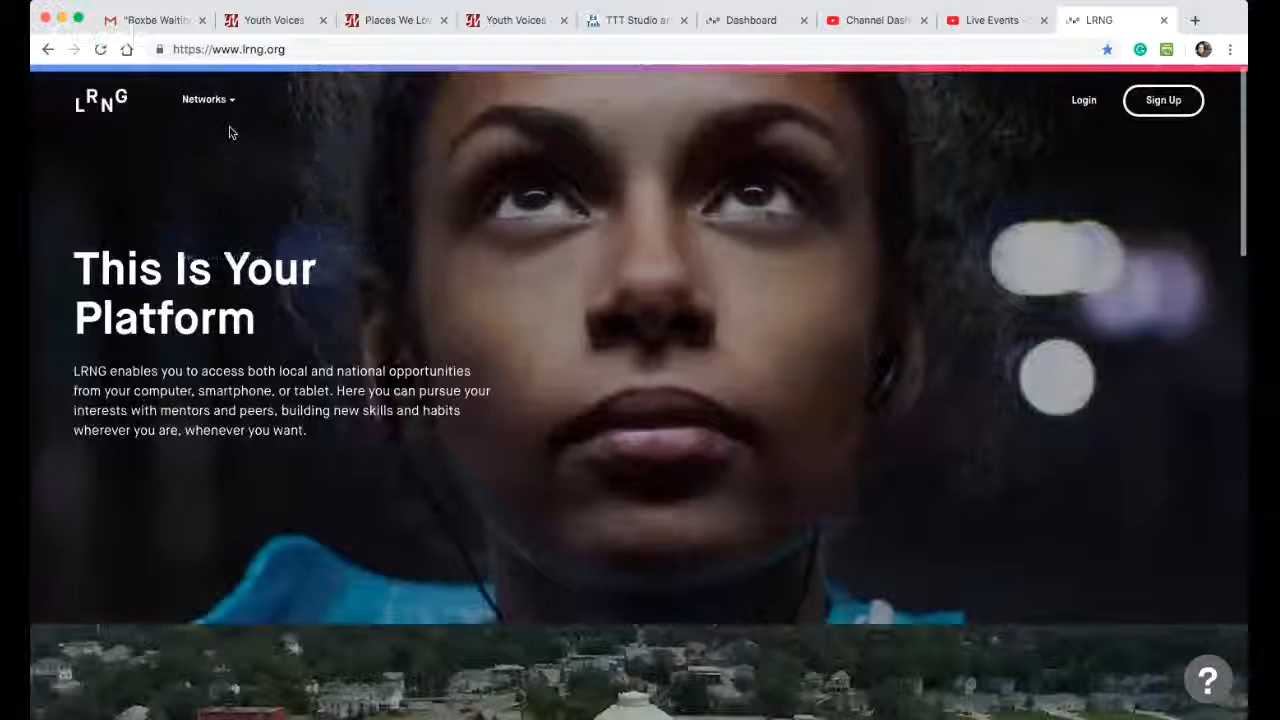 "Roxbe Waitin
Youth Voices
Places We Lov
Youth Voices
TTT Studio an
Dashboard
Channel Dash
Live Events -
LRNG
https://www.lrng.org
LRNG
Networks
Login
Sign Up
This Is Your
Platform
LRNG enables you to access both local and national opportunities
from your computer, smartphone, or tablet. Here you can pursue your
interests with mentors and peers, building new skills and habits
wherever you are, whenever you want.
?